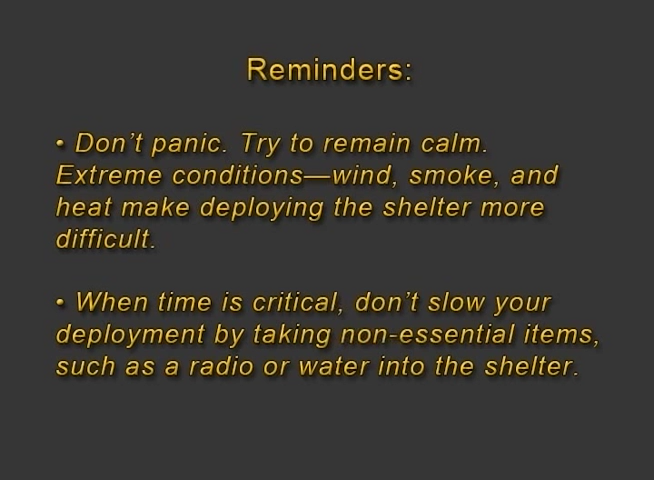 Reminders:
• Don’t panic. Try to remain calm.
Extreme conditions—wind, smoke, and
heat make deploying the shelter more
difficult.
• When time is critical, don’t slow your
deployment by taking non-essential items,
such as a radio or water into the shelter.